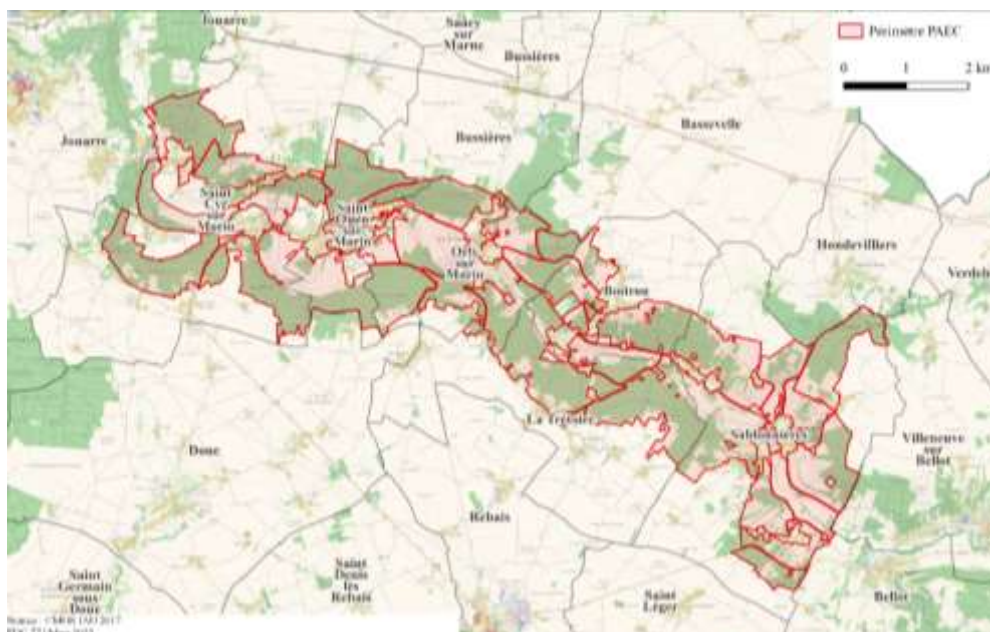 Jouarre
Saâcy
sur
Marne
Bussières
Périmètre PAEC
0 1 2 km
Jouarre
Bussières
Bassevelle
Saint
Cyr
sur
Morin
Saint
Ouen
sur
Morin
Orly
sur
Morin
Hondevilliers
Verdelot
Boitron
La Trétoire
Sablonnières
Doue
Villeneuve
sur
Bellot
Rebais
Saint
Germain
sous
Doue
Saint
Denis
lès
Rebais
Saint
Léger
Bellot